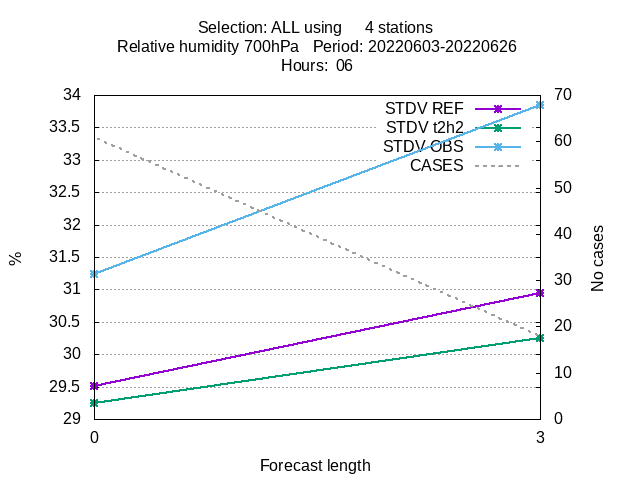 Selection: ALL using 4 stations
Relative humidity 700hPa Period: 20220603-20220626
Hours: 06
34
33.5
33
32.5
32
31.5
31
30.5
30
29.5
29
70
60
50
40
30
20
10
0
STDV REF
STDV t2h2
STDV OBS
CASES
%
No cases
0
3
Forecast length